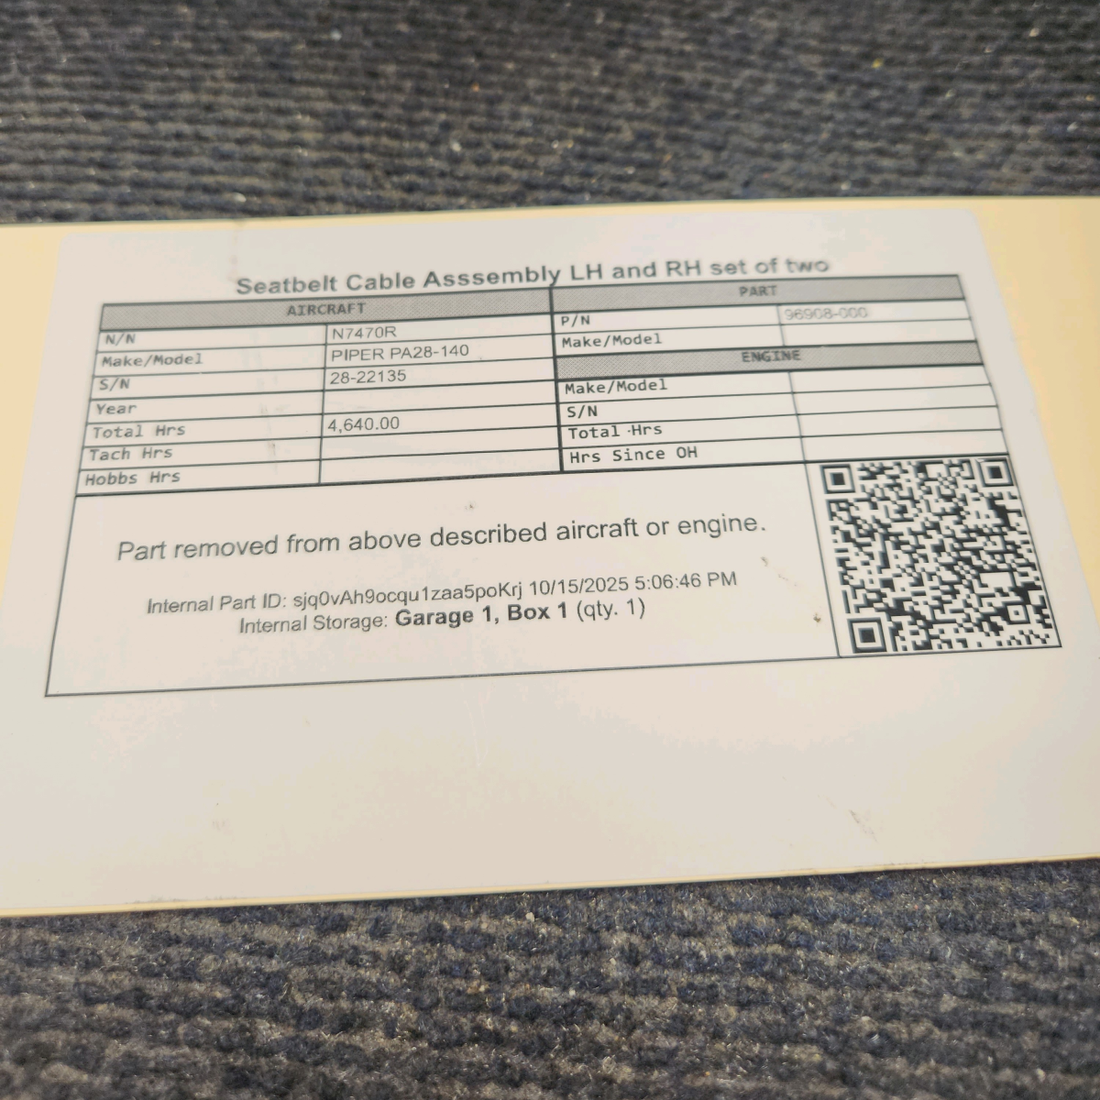 Seatbelt Cable Asssembly LH and RH set of two
AIRCRAFT
N/N N7470R
Make/Model PIPER PA28-140
S/N 28-22135
Year
Total Hrs 4,640.00
Tach Hrs
Hobbs Hrs
PART
P/N 96908-000
Make/Model
ENGINE
Make/Model
S/N
Total Hrs
Hrs Since OH
Part removed from above described aircraft or engine.
Internal Part ID: sjq0vAh9ocqu1zaa5poKrj 10/15/2025 5:06:46 PM
Internal Storage: Garage 1, Box 1 (qty. 1)